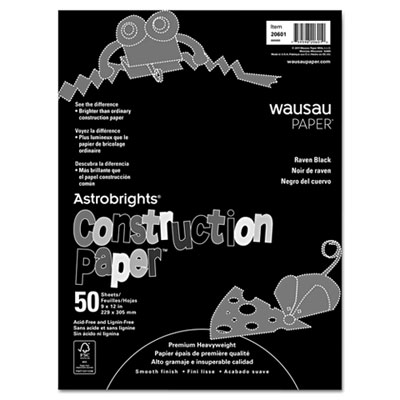 Item:
20601
wausaupaper.com
wausau
PAPER®
See the difference
• Brighter than ordinary
construction paper
Voyez la différence
• Plus lumineux que le
papier de bricolage
ordinaire
Descubra la diferencia
• Más brillante que
el papel construcción
común
Raven Black
Noir de raven
Negro del cuervo
Astrobrights®
Construction
Paper™
50 Sheets/
Feuilles/Hojas
9 x 12 in
229 x 305 mm
Acid-Free and Lignin-Free
Sans acide et sans lignine
Sin ácido ni lignina
FSC
Premium Heavyweight
Papier épais de première qualité
Alto gramaje e insuperable calidad
Smooth finish • Fini lisse • Acabado suave